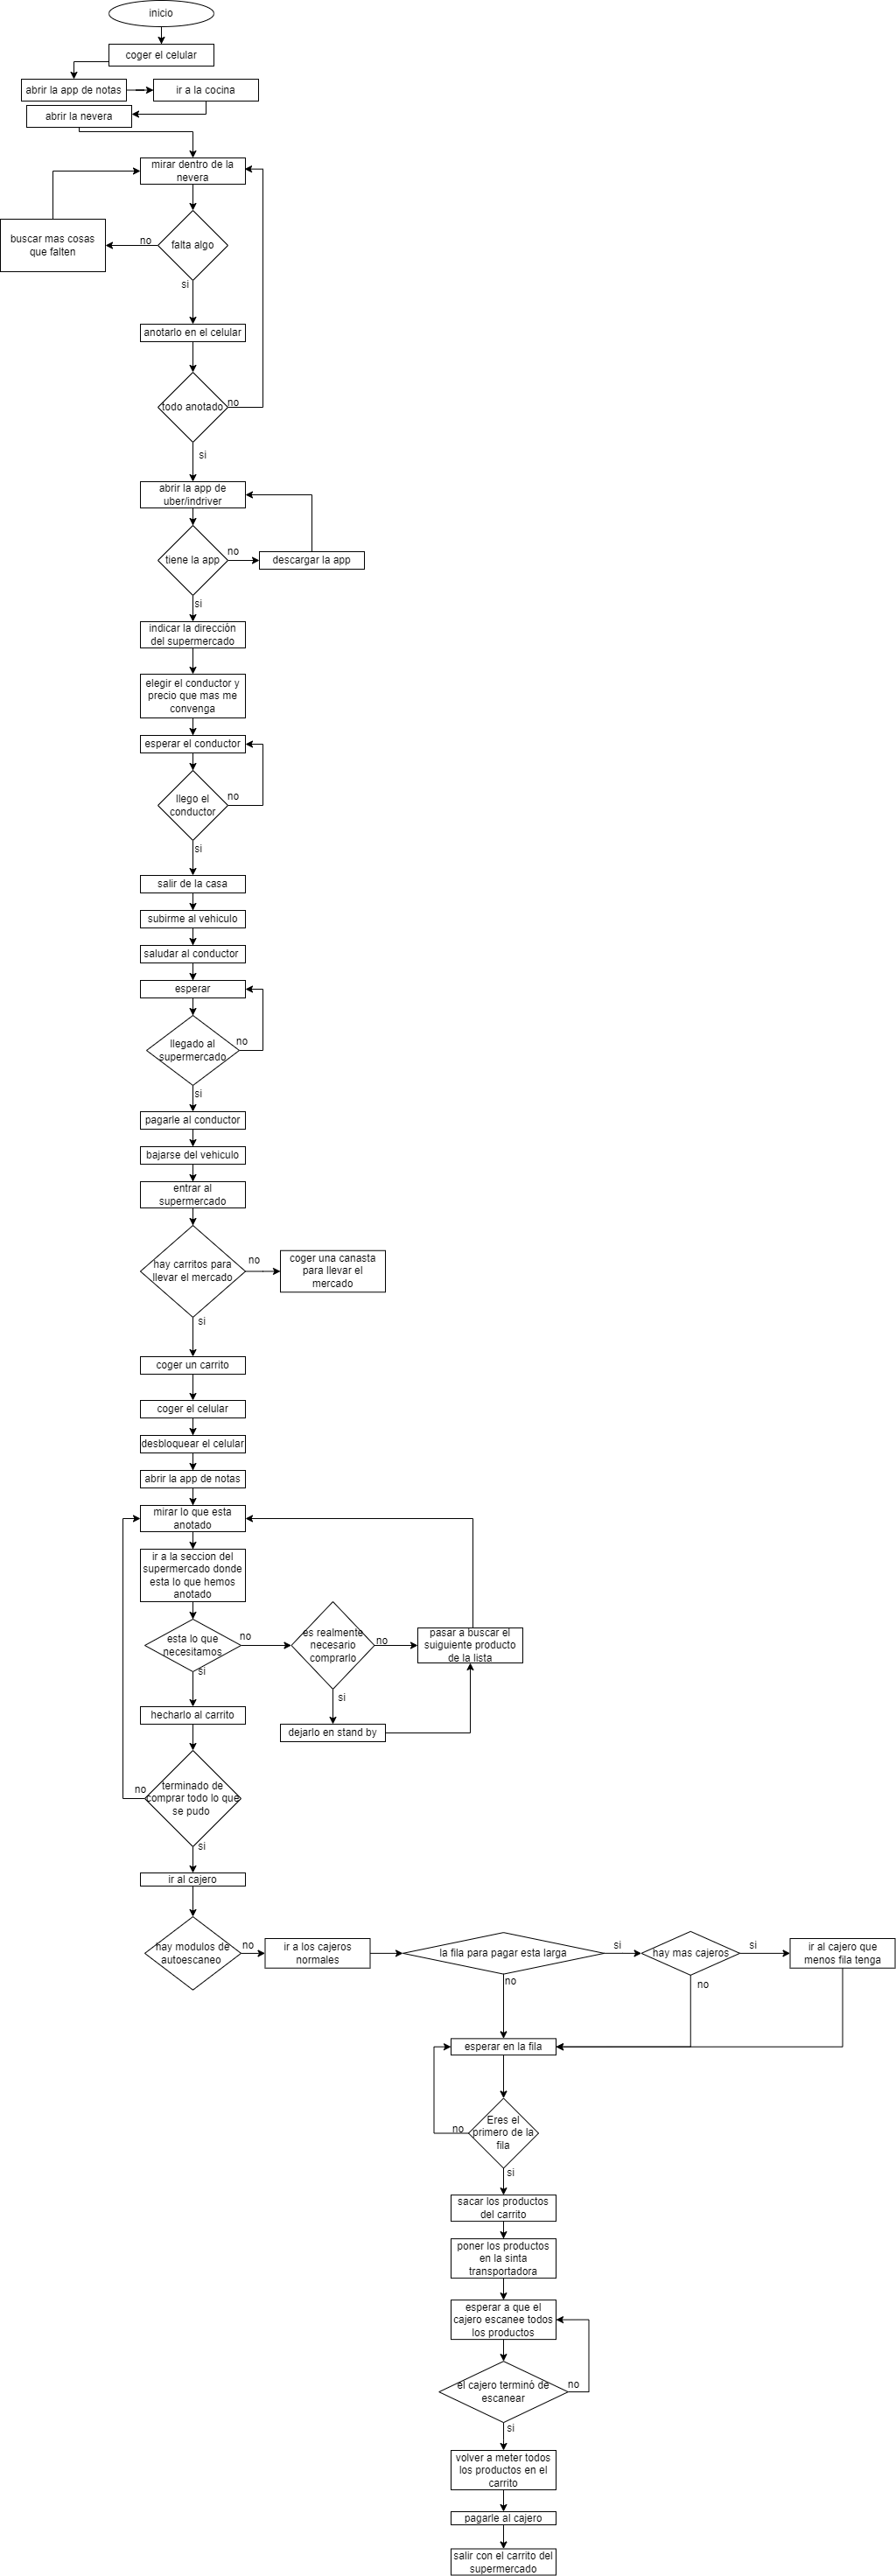 inicio
coger el celular
abrir la app de notas
ir a la cocina
abrir la nevera
mirar dentro de la
nevera
buscar mas cosas
que falten
no
falta algo
si
anotarlo en el celular
todo anotado
no
si
abrir la app de
uber/indriver
tiene la app
no
descargar la app
si
indicar la dirección
del supermercado
elegir el conductor y
precio que mas me
convenga
esperar el conductor
llego el
conductor
no
si
salir de la casa
subirme al vehiculo
saludar al conductor
esperar
llegado al
supermercado
no
si
pagarle al conductor
bajarse del vehiculo
entrar al
supermercado
hay carritos para
llevar el mercado
no
coger una canasta
para llevar el
mercado
si
coger un carrito
coger el celular
desbloquear el celular
abrir la app de notas
mirar lo que esta
anotado
ir a la seccion del
supermercado donde
esta lo que hemos
anotado
esta lo que
necesitamos
no
es realmente
necesario
comprarlo
no
pasar a buscar el
suiguiente producto
de la lista
si
si
hecharlo al carrito
dejarlo en stand by
no
terminado de
comprar todo lo que
se pudo
si
ir al cajero
hay modulos de
autoescaneo
no
ir a los cajeros
normales
la fila para pagar esta larga
si
hay mas cajeros
si
ir al cajero que
menos fila tenga
no
no
esperar en la fila
no
Eres el
primero de la
fila
si
sacar los productos
del carrito
poner los productos
en la sinta
transportadora
esperar a que el
cajero escanee todos
los productos
el cajero terminó de
escanear
no
si
volver a meter todos
los productos en el
carrito
pagarle al cajero
salir con el carrito del
supermercado